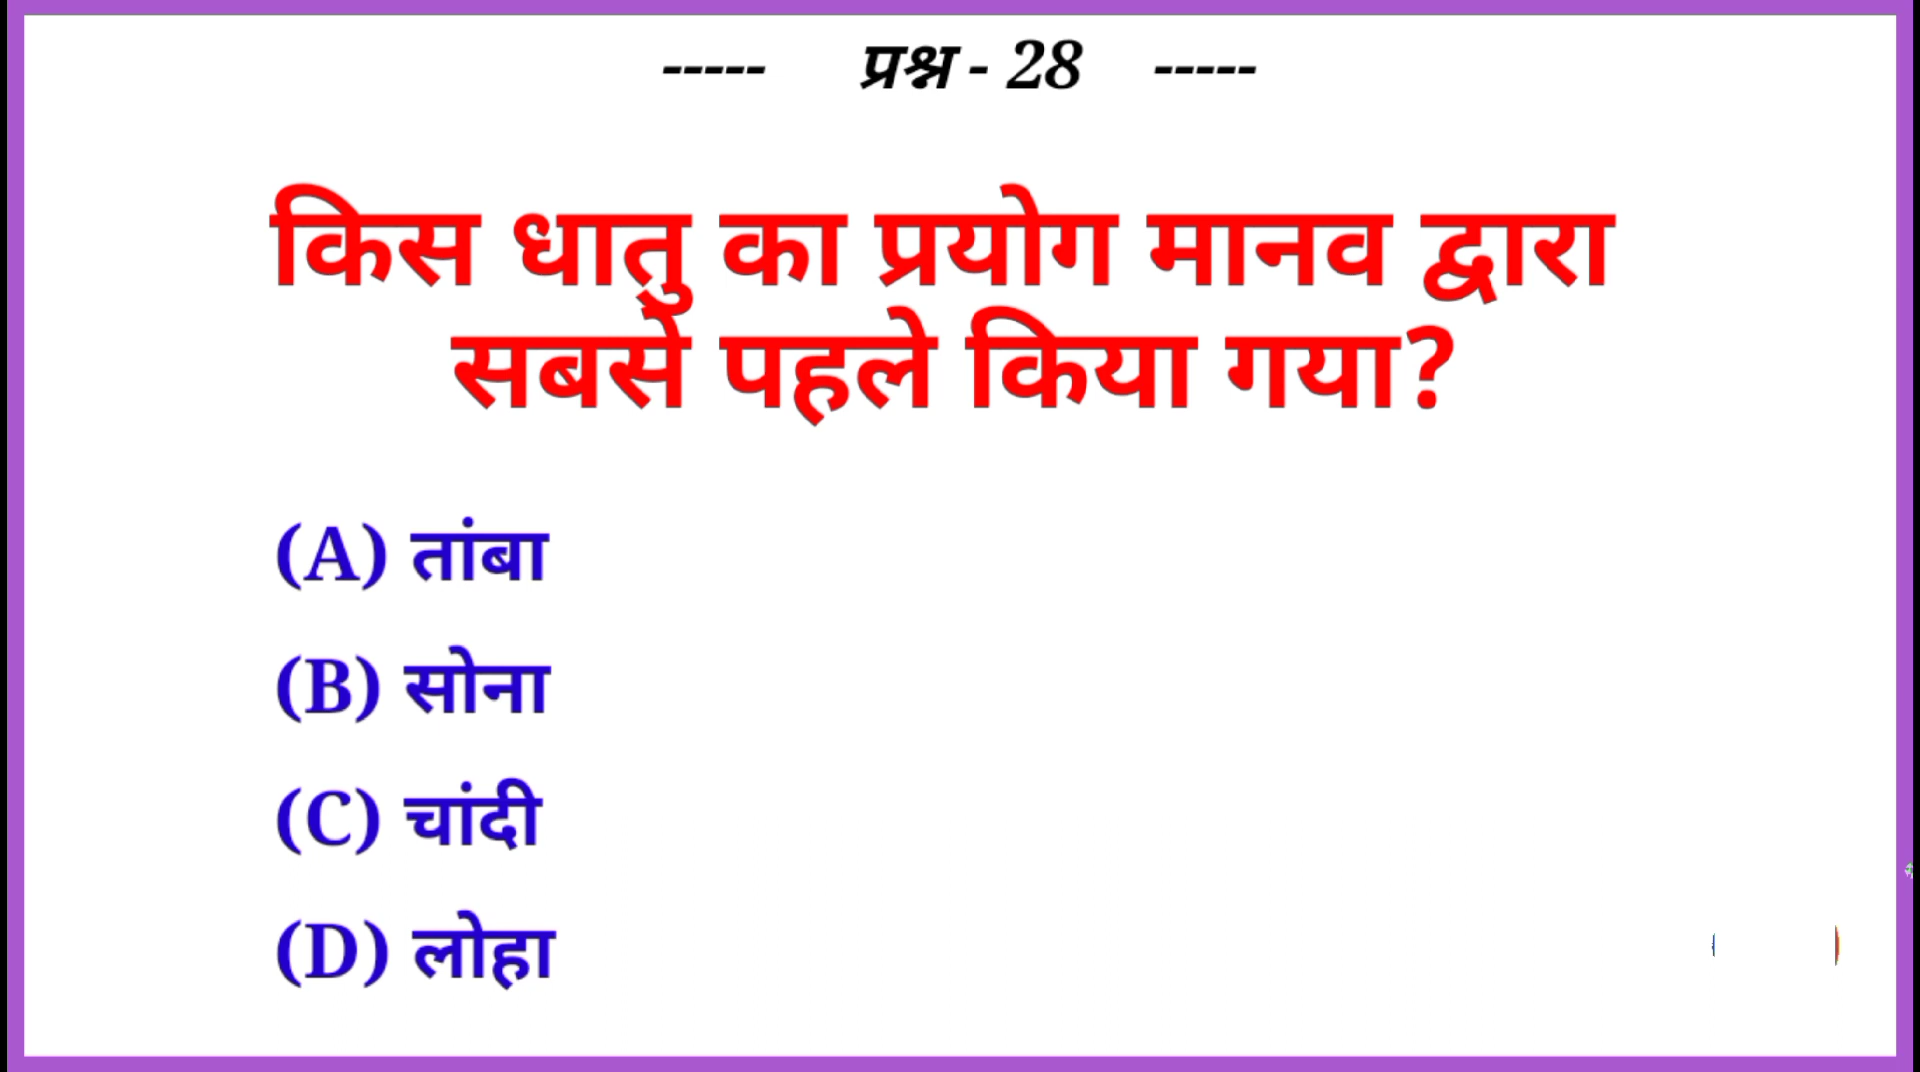 ----- प्रश्न - 28 -----
किस धातु का प्रयोग मानव द्वारा
सबसे पहले किया गया?
(A) तांबा
(B) सोना
(C) चांदी
(D) लोहा